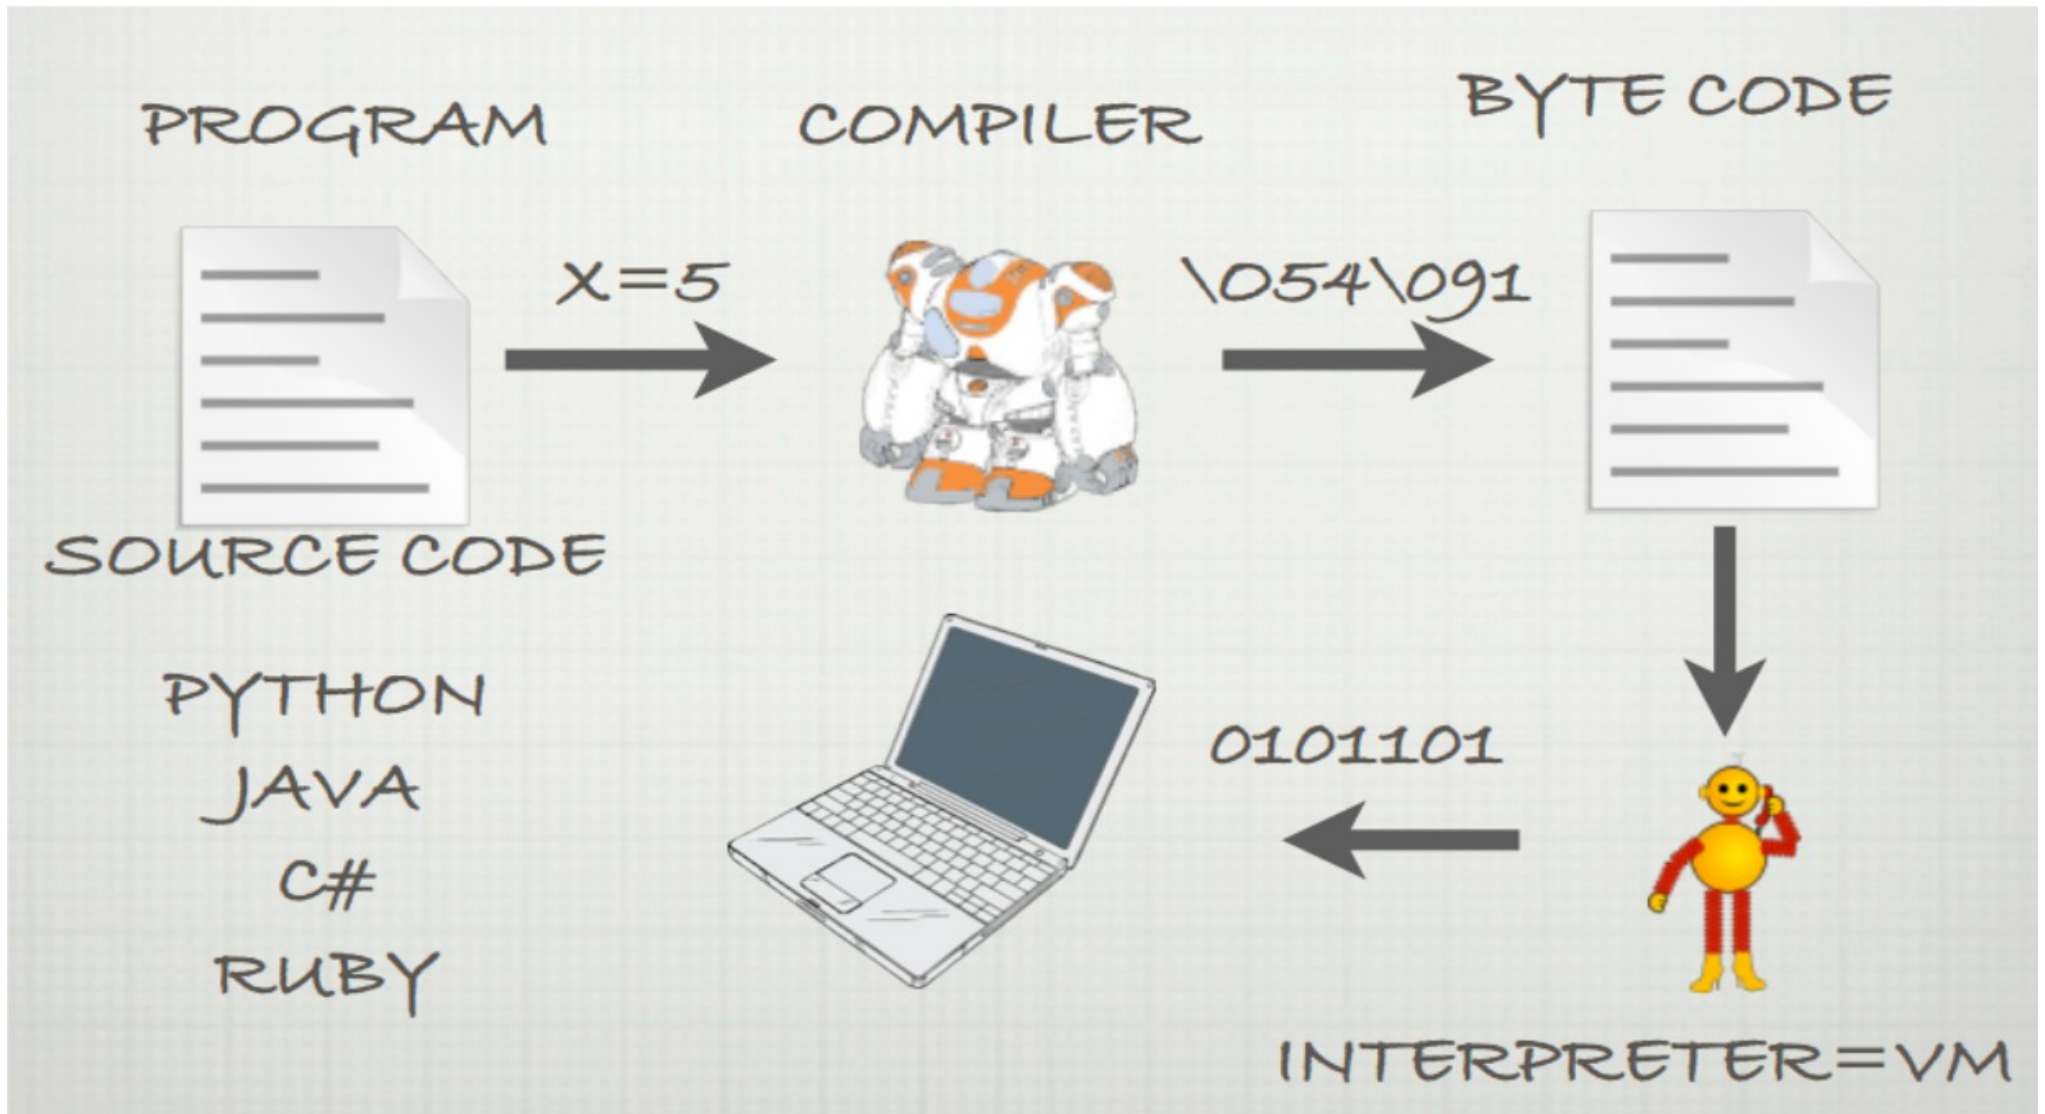 PROGRAM
COMPILER
BYTE CODE
X=5
\054\091
SOURCE CODE
PYTHON
JAVA
C#
RUBY
0101101
INTERPRETER=VM